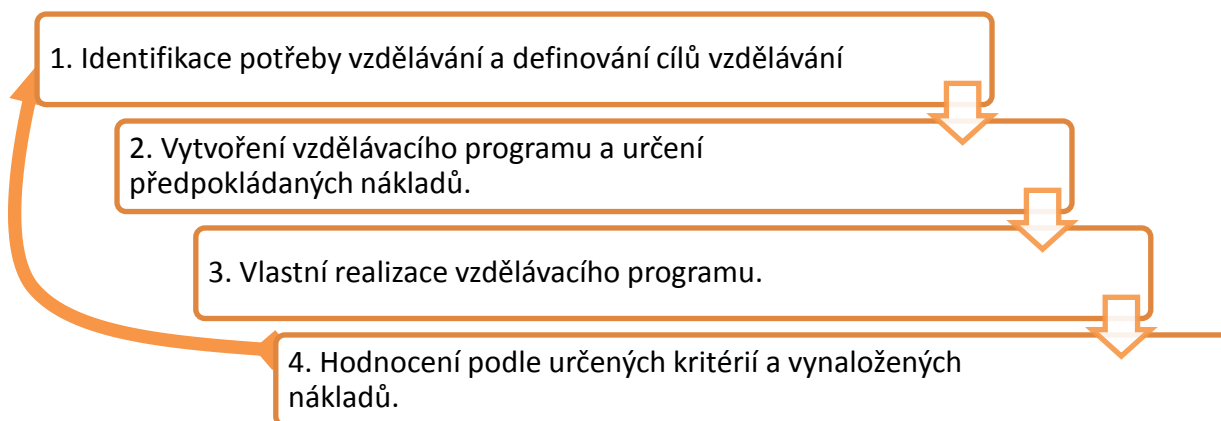 1. Identifikace potřeby vzdělávání a definování cílů vzdělávání
2. Vytvoření vzdělávacího programu a určení
předpokládaných nákladů.
3. Vlastní realizace vzdělávacího programu.
4. Hodnocení podle určených kritérií a vynaložených
nákladů.